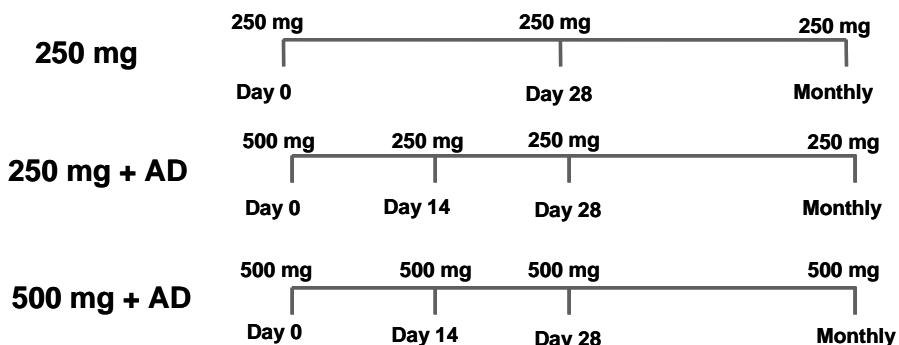 250 mg 250 mg 250 mg
250 mg
Day 0 Day 28 Monthly
500 mg 250 mg 250 mg 250 mg
250 mg + AD
Day 0 Day 14 Day 28 Monthly
500 mg 500 mg 500 mg 500 mg
500 mg + AD
Day 0 Day 14 Day 28 Monthly